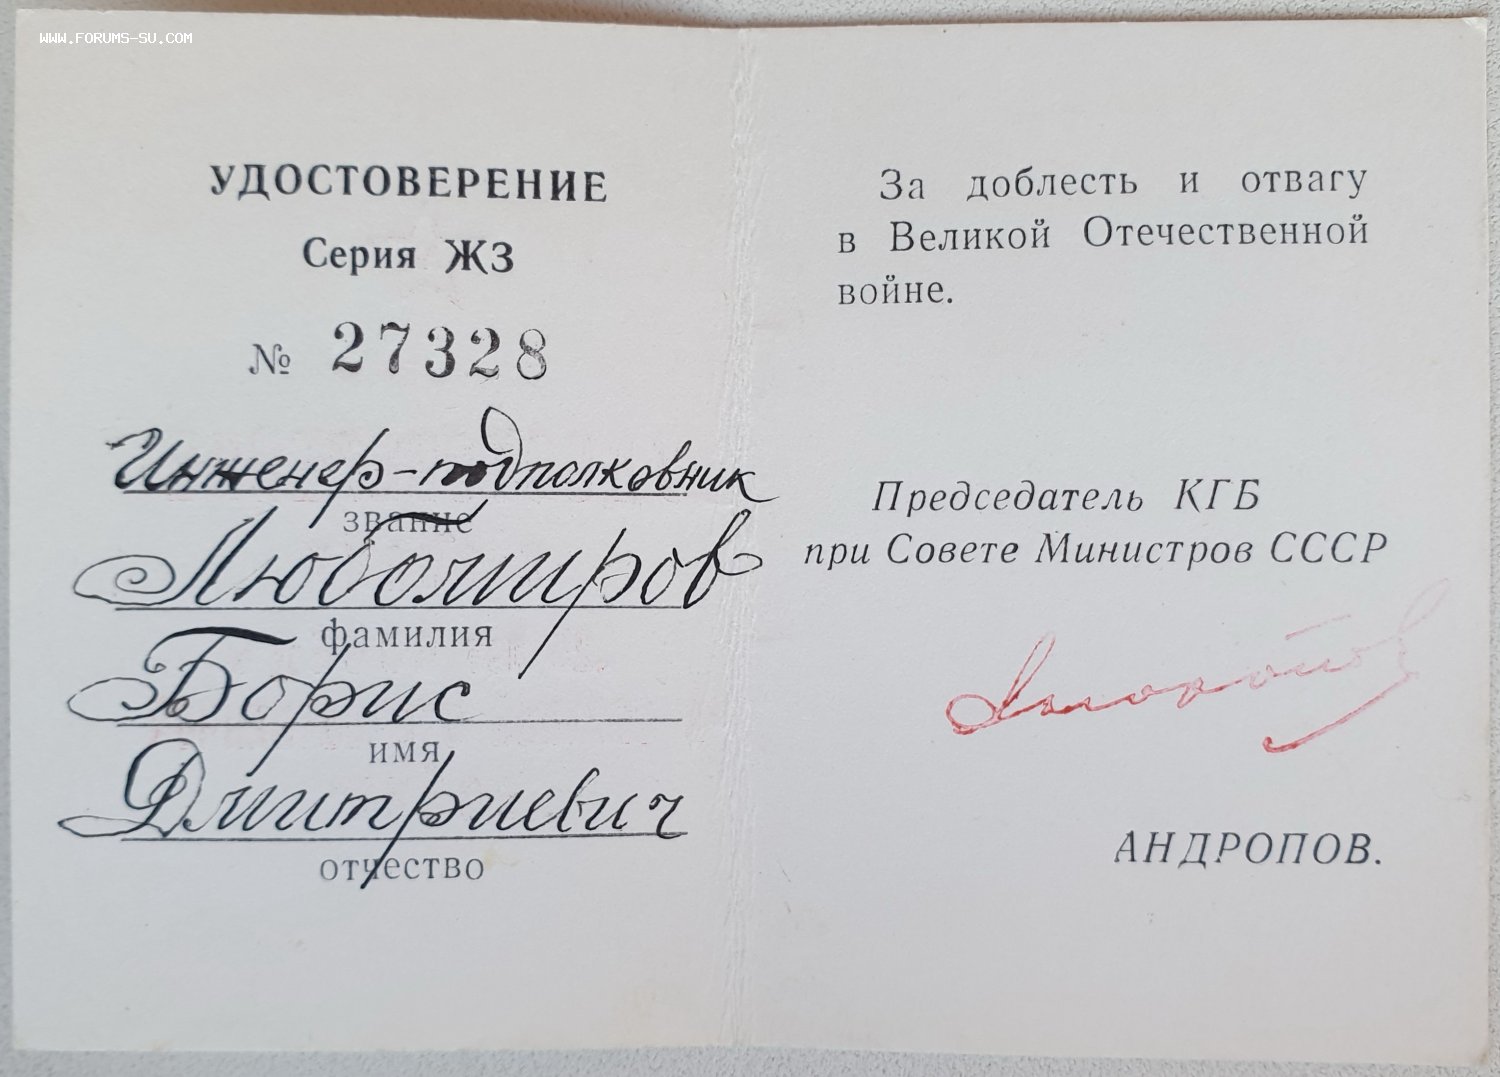 WWW.FORUMS-SU.COM
УДОСТОВЕРЕНИЕ
Серия ЖЗ
№ 27328
Инженер-подполковник
звание
Любомиров
фамилия
Борис
имя
Дмитриевич
отчество
За доблесть и отвагу
в Великой Отечественной
войне.
Председатель КГБ
при Совете Министров СССР
АНДРОПОВ.